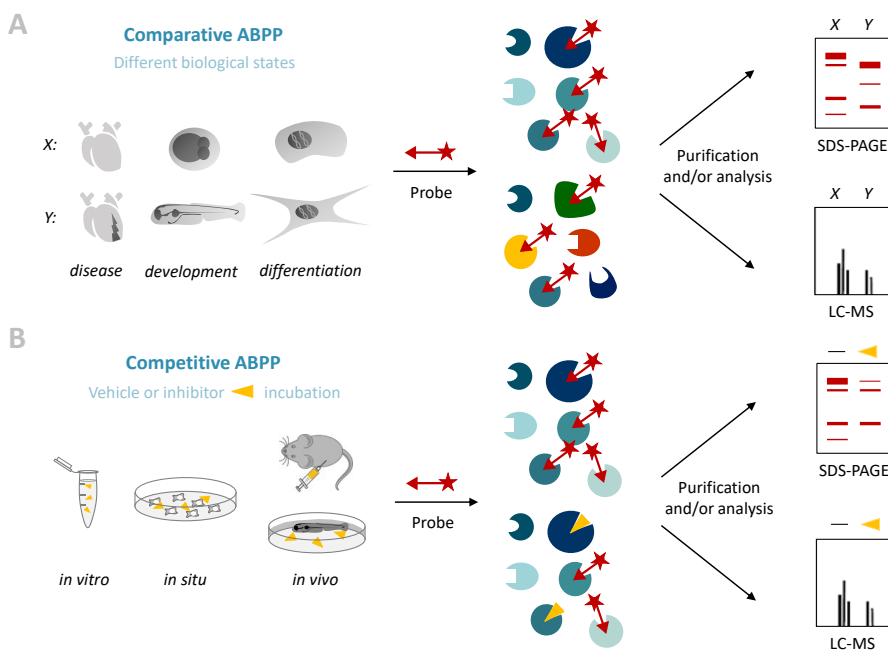 A
Comparative ABPP
Different biological states
X:
Y:
disease
development
differentiation
Probe
Purification
and/or analysis
X Y
SDS-PAGE
X Y
LC-MS
B
Competitive ABPP
Vehicle or inhibitor incubation
in vitro
in situ
in vivo
Probe
Purification
and/or analysis
—
SDS-PAGE
—
LC-MS